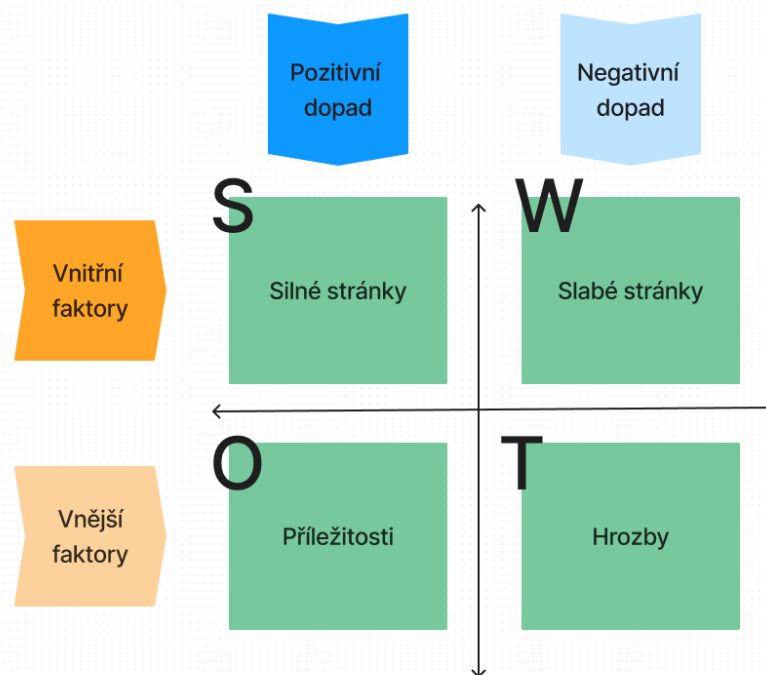 Pozitivní
dopad
Negativní
dopad
S
W
Vnitřní
faktory
Silné stránky
Slabé stránky
O
T
Vnější
faktory
Příležitosti
Hrozby